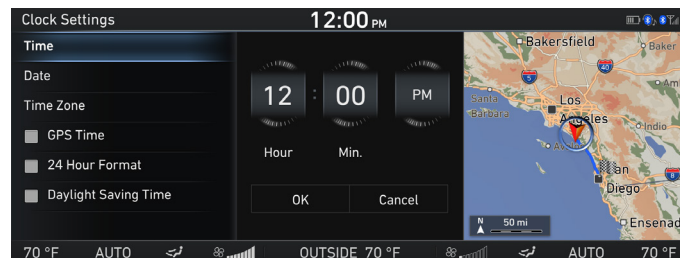 Clock Settings
12:00 PM
Time
Date
Time Zone
GPS Time
24 Hour Format
Daylight Saving Time
12 : 00 PM
Hour Min.
OK Cancel
Bakersfield
Baker
40
5
Santa
Barbara
Los
Angeles
Indio
San
Diego
8
N 50 mi
70 °F AUTO OUTSIDE 70 °F AUTO 70 °F